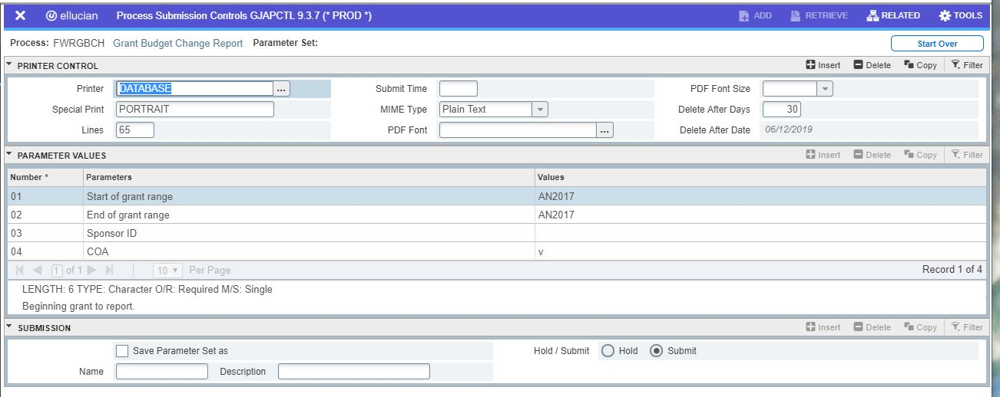 ellucian Process Submission Controls GJAPCTL 9.3.7 (* PROD *) ADD RETRIEVE RELATED TOOLS
Process: FWRGBCH Grant Budget Change Report Parameter Set: Start Over
PRINTER CONTROL Insert Delete Copy Filter
Printer DATABASE ... Submit Time PDF Font Size
Special Print PORTRAIT MIME Type Plain Text Delete After Days 30
Lines 65 PDF Font ... Delete After Date 06/12/2019
PARAMETER VALUES Insert Delete Copy Filter
Number * Parameters Values
01 Start of grant range AN2017
02 End of grant range AN2017
03 Sponsor ID
04 COA v
1 of 1 10 Per Page Record 1 of 4
LENGTH: 6 TYPE: Character O/R: Required M/S: Single
Beginning grant to report.
SUBMISSION Insert Delete Copy Filter
Save Parameter Set as Hold / Submit Hold Submit
Name Description